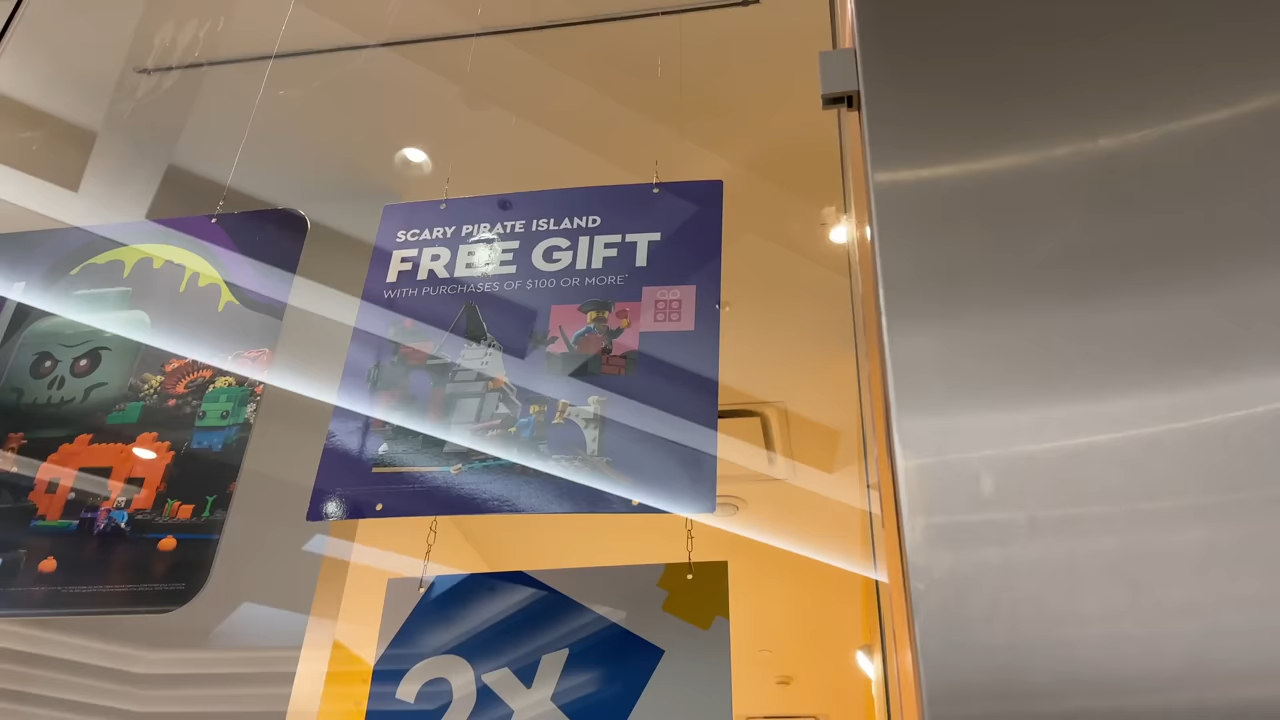 SCARY PIRATE ISLAND
FREE GIFT
WITH PURCHASES OF $100 OR MORE*
2X